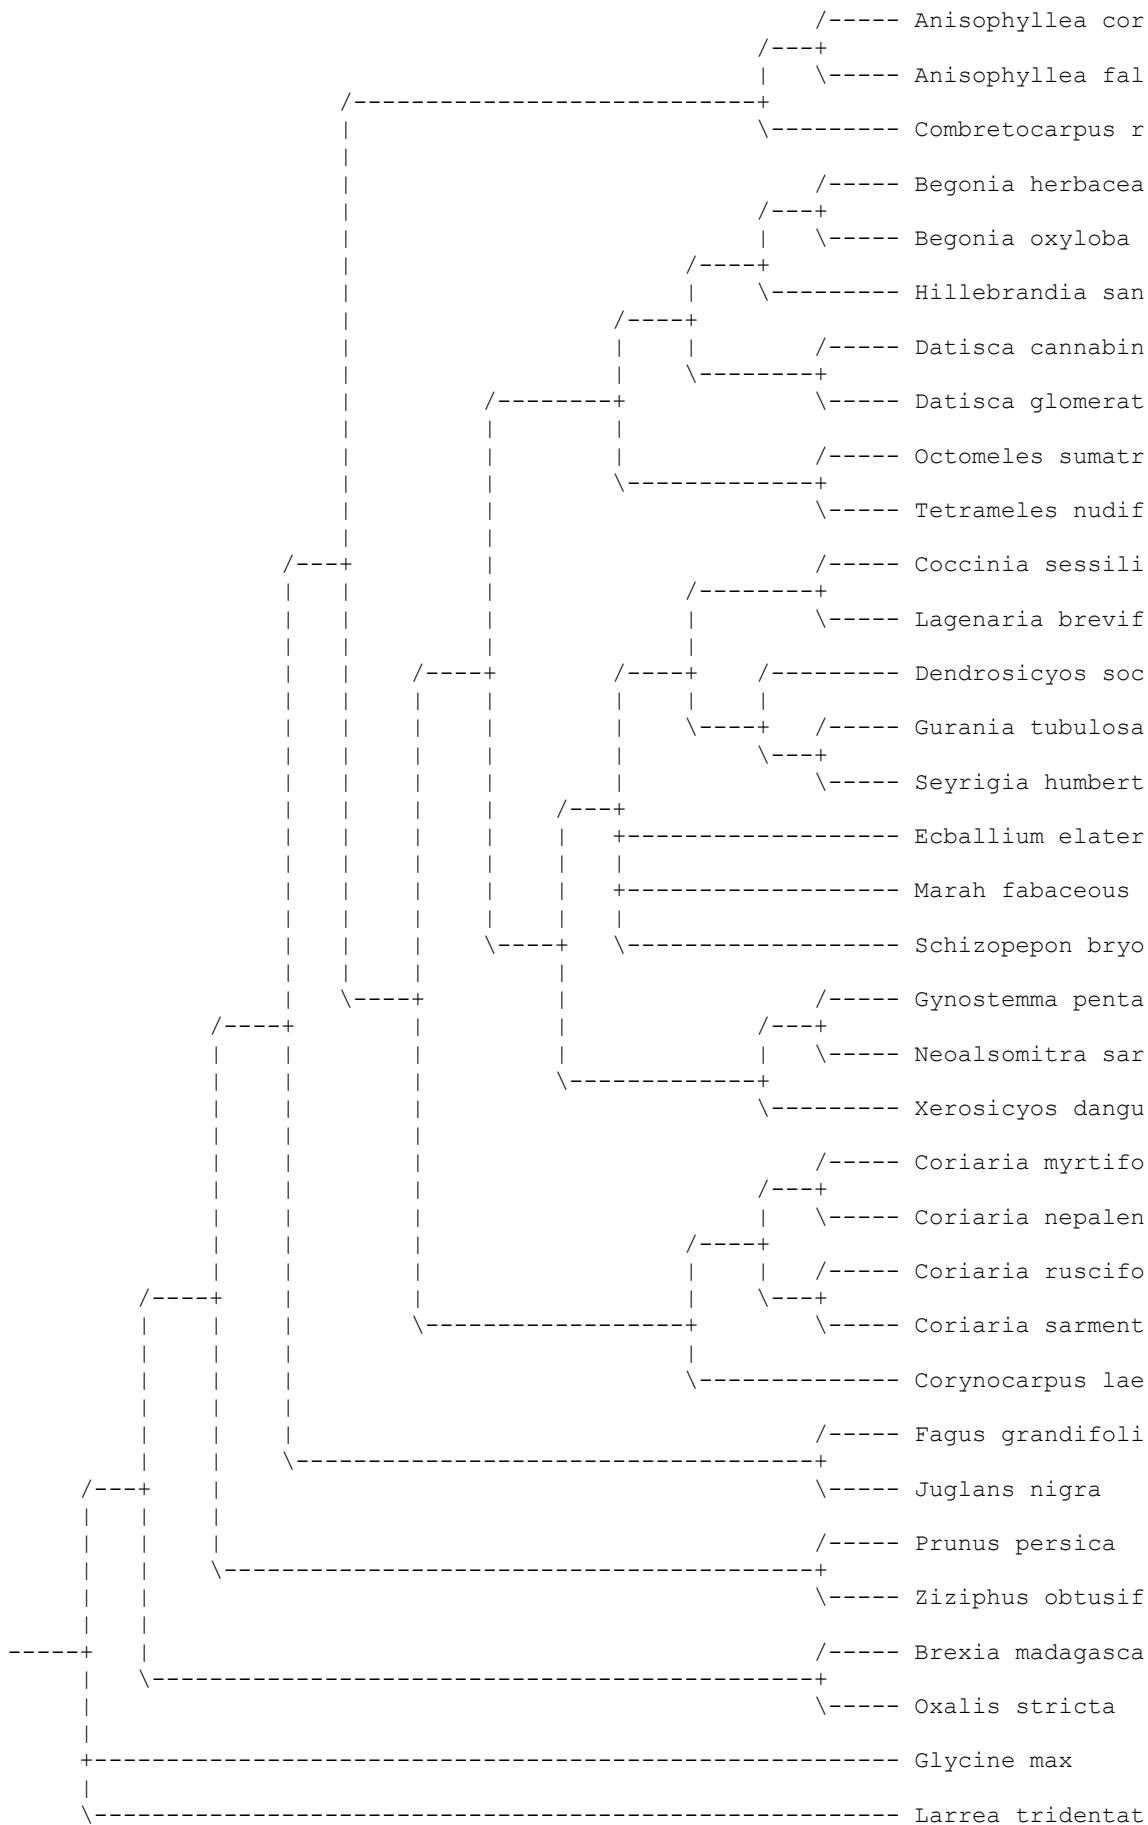 Anisophyllea cor
Anisophyllea fal
Combretocarpus r
Begonia herbacea
Begonia oxyloba
Hillebrandia san
Datisca cannabin
Datisca glomerat
Octomeles sumatr
Tetrameles nudif
Coccinia sessili
Lagenaria brevif
Dendrosicyos soc
Gurania tubulosa
Seyrigia humbert
Ecballium elater
Marah fabaceous
Schizopepon bryo
Gynostemma penta
Neoalsomitra sar
Xerosicyos dangu
Coriaria myrtifo
Coriaria nepalen
Coriaria ruscifo
Coriaria sarment
Corynocarpus lae
Fagus grandifoli
Juglans nigra
Prunus persica
Ziziphus obtusif
Brexia madagasca
Oxalis stricta
Glycine max
Larrea tridentat